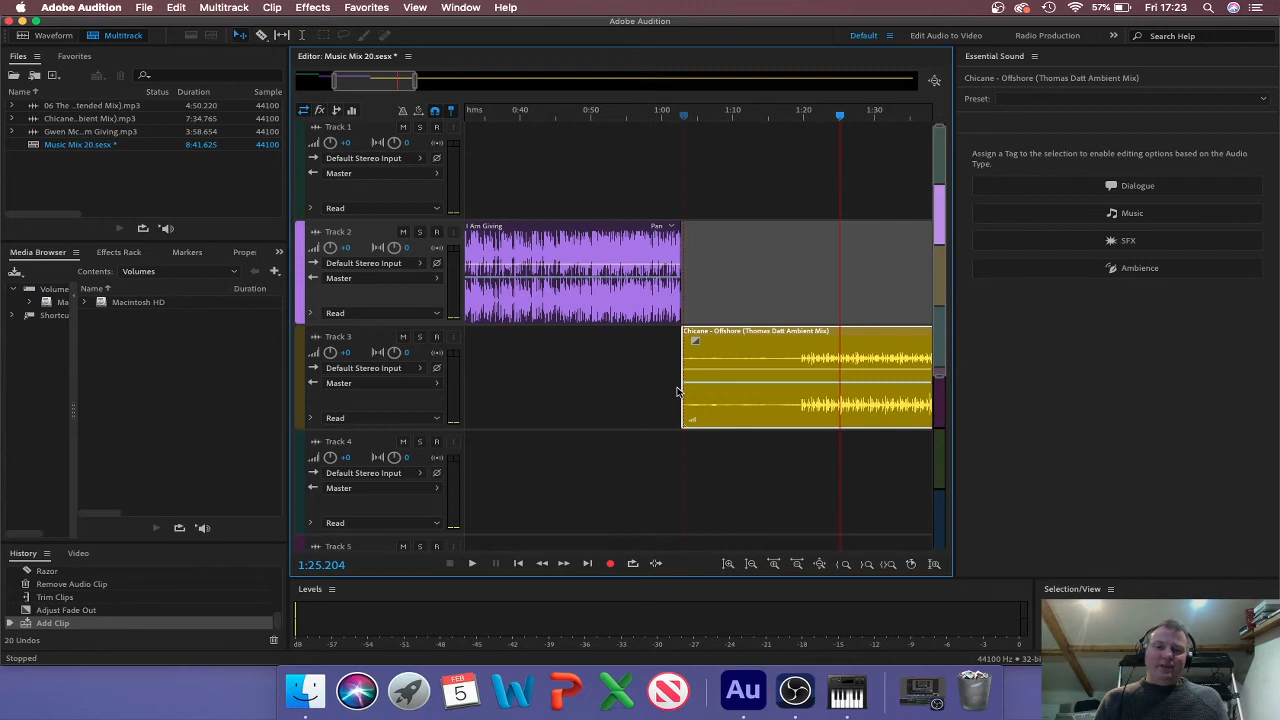 Adobe Audition File Edit Multitrack Clip Effects Favorites View Window Help 57% Fri 17:23
Adobe Audition
Waveform Multitrack Default Edit Audio to Video Radio Production Search Help
Files Favorites
Name Status Duration
06 The ...tended Mix).mp3 4:50.220 44100
Chicane...bient Mix).mp3 7:34.765 44100
Gwen Mc...m Giving.mp3 3:58.654 44100
Music Mix 20.sesx * 8:41.625 44100
Media Browser Effects Rack Markers Proper
Contents: Volumes
Volume Name Duration
Ma Macintosh HD
Shortcu
History Video
Razor
Remove Audio Clip
Trim Clips
Adjust Fade Out
Add Clip
20 Undos
Stopped
Editor: Music Mix 20.sesx *
hms 0:40 0:50 1:00 1:10 1:20 1:30
Track 1 M S R I
+0 0
Default Stereo Input
Master
Read
Track 2 M S R I
+0 0
Default Stereo Input
Master
Read
I Am Giving Pan
Track 3 M S R I
+0 0
Default Stereo Input
Master
Read
Chicane - Offshore (Thomas Datt Ambient Mix)
Track 4 M S R I
+0 0
Default Stereo Input
Master
Read
Track 5 M S R I
1:25.204
Levels
dB -57 -54 -51 -48 -45 -42 -39 -36 -33 -30 -27 -24 -21 -18 -15 -12 -9 -6 -3 0
44100 Hz • 32-bi
Essential Sound
Chicane - Offshore (Thomas Datt Ambient Mix)
Preset:
Assign a Tag to the selection to enable editing options based on the Audio
Type.
Dialogue
Music
SFX
Ambience
Selection/View
FEB
5
Au